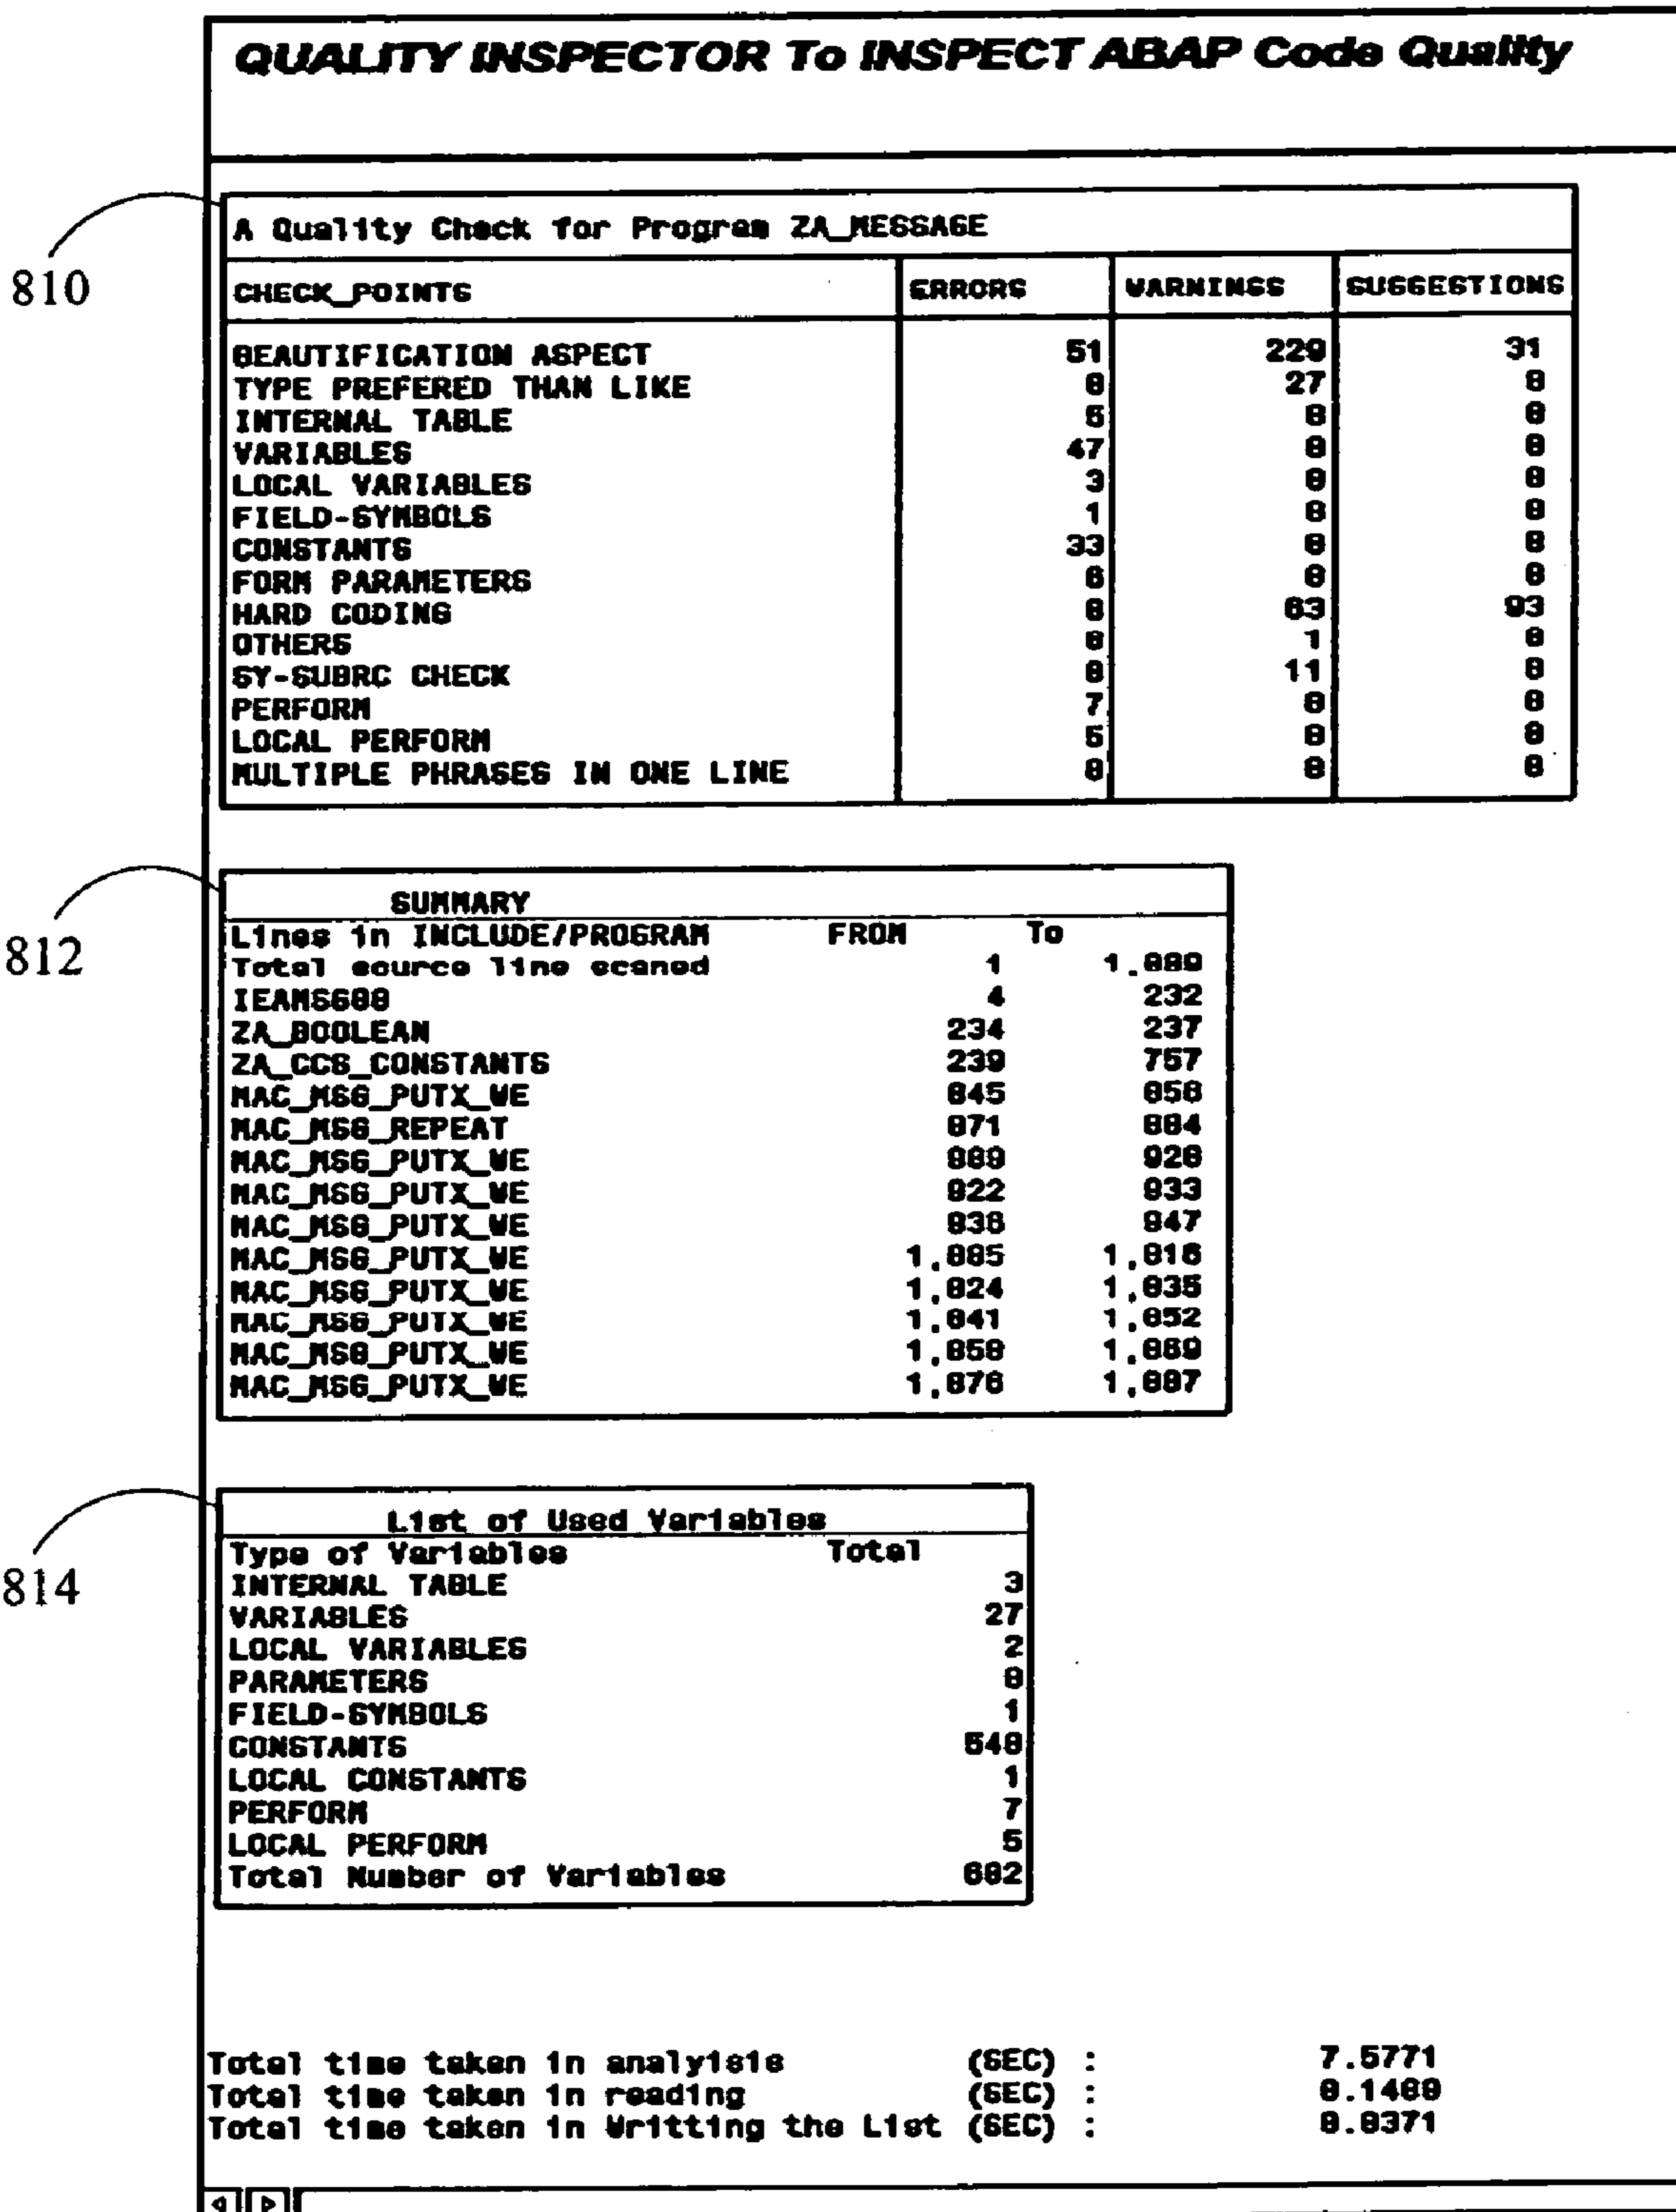 QUALITY INSPECTOR To INSPECT ABAP Code Quality
810
A Quality Check for Program ZA_MESSAGE
CHECK_POINTS ERRORS WARNINGS SUGGESTIONS
BEAUTIFICATION ASPECT 51 229 31
TYPE PREFERED THAN LIKE 0 27 0
INTERNAL TABLE 5 0 0
VARIABLES 47 0 0
LOCAL VARIABLES 3 0 0
FIELD-SYMBOLS 1 0 0
CONSTANTS 33 0 0
FORM PARAMETERS 0 0
HARD CODING 0 63 93
OTHERS 0 1 0
SY-SUBRC CHECK 0 11 0
PERFORM 7 0 0
LOCAL PERFORM 5 0 0
MULTIPLE PHRASES IN ONE LINE 0 0 0
812
SUMMARY
Lines in INCLUDE/PROGRAM FROM To
Total source line scaned 1 1,089
4 232
ZA_BOOLEAN 234 237
ZA_CCS_CONSTANTS 239 757
MAC_MSG_PUTX_WE 845 856
MAC_MSG_REPEAT 871 884
MAC_MSG_PUTX_WE 909 920
MAC_MSG_PUTX_WE 922 933
MAC_MSG_PUTX_WE 936 947
MAC_MSG_PUTX_WE 1,005 1,016
MAC_MSG_PUTX_WE 1,024 1,035
MAC_MSG_PUTX_WE 1,041 1,052
MAC_MSG_PUTX_WE 1,058 1,069
MAC_MSG_PUTX_WE 1,076 1,087
814
List of Used Variables
Type of Variables Total
INTERNAL TABLE 3
VARIABLES 27
LOCAL VARIABLES 2
PARAMETERS 8
FIELD-SYMBOLS 1
CONSTANTS 548
LOCAL CONSTANTS 1
PERFORM 7
LOCAL PERFORM 5
Total Number of Variables 602
Total time taken in analyisis (SEC) : 7.5771
Total time taken in reading (SEC) :
Total time taken in Writting the List (SEC) : 0.0371